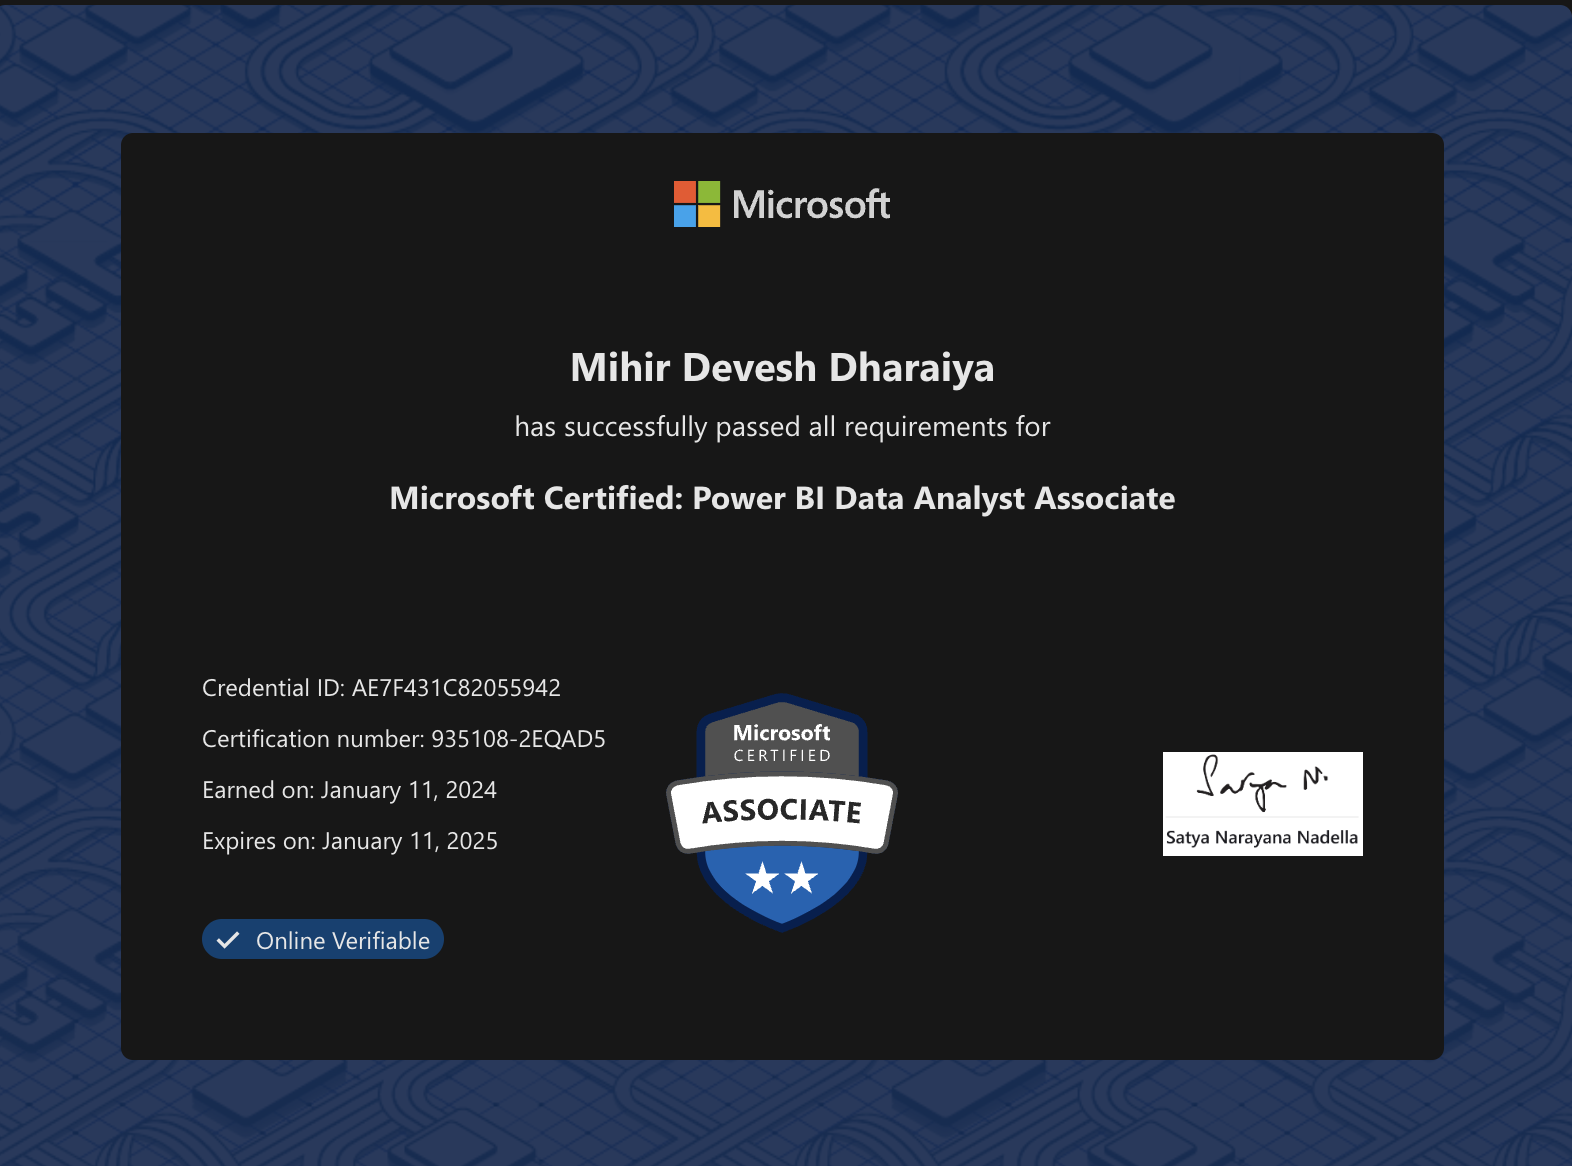 Microsoft
Mihir Devesh Dharaiya
has successfully passed all requirements for
Microsoft Certified: Power BI Data Analyst Associate
Credential ID: AE7F431C82055942
Certification number: 935108-2EQAD5
Earned on: January 11, 2024
Expires on: January 11, 2025
Online Verifiable
Microsoft
CERTIFIED
ASSOCIATE
Satya N.
Satya Narayana Nadella